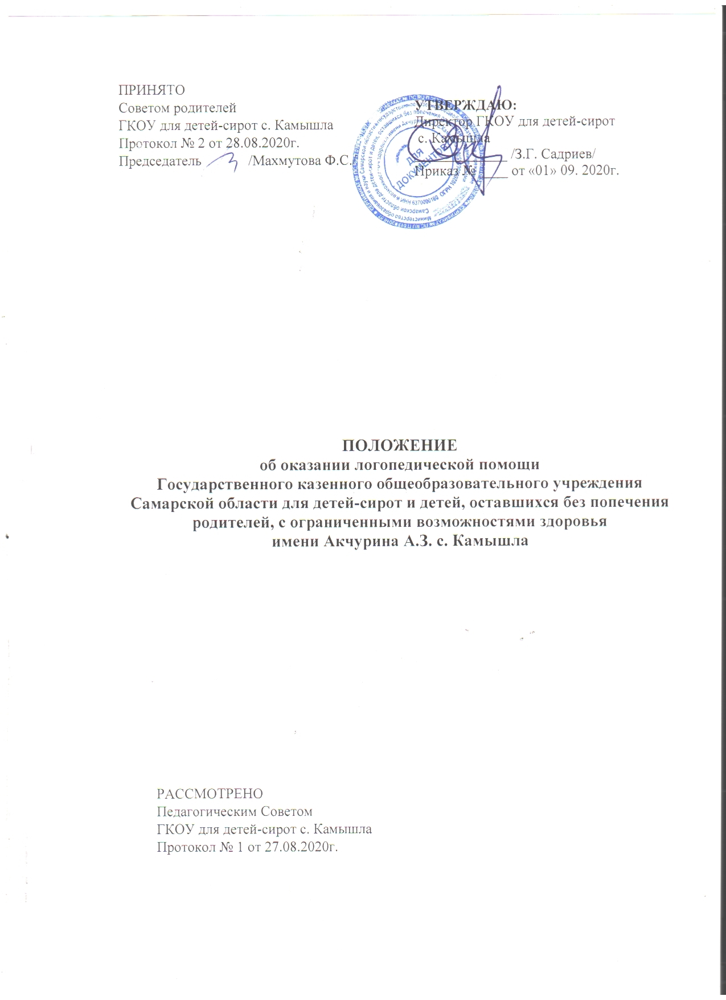 ПРИНЯТО
Советом родителей
ГКОУ для детей-сирот с. Камышла
Протокол № 2 от 28.08.2020г.
Председатель /Махмутова Ф.С.
УТВЕРЖДАЮ:
Директор ГКОУ для детей-сирот
с. Камышла
/З.Г. Садриев/
Приказ № от «01» 09. 2020г.
ДЛЯ
ДОКУМЕНТОВ
ИНН 6370000180
ПОЛОЖЕНИЕ
об оказании логопедической помощи
Государственного казенного общеобразовательного учреждения
Самарской области для детей-сирот и детей, оставшихся без попечения
родителей, с ограниченными возможностями здоровья
имени Акчурина А.З. с. Камышла
РАССМОТРЕНО
Педагогическим Советом
ГКОУ для детей-сирот с. Камышла
Протокол № 1 от 27.08.2020г.